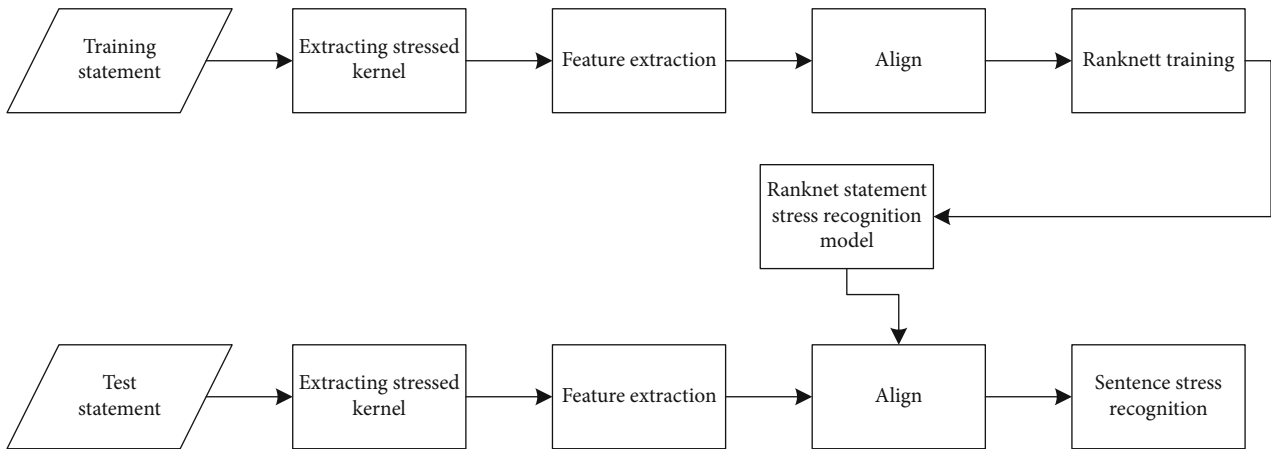 Training
statement
Extracting stressed
kernel
Feature extraction
Align
Ranknett training
Ranknet statement
stress recognition
model
Test
statement
Extracting stressed
kernel
Feature extraction
Align
Sentence stress
recognition